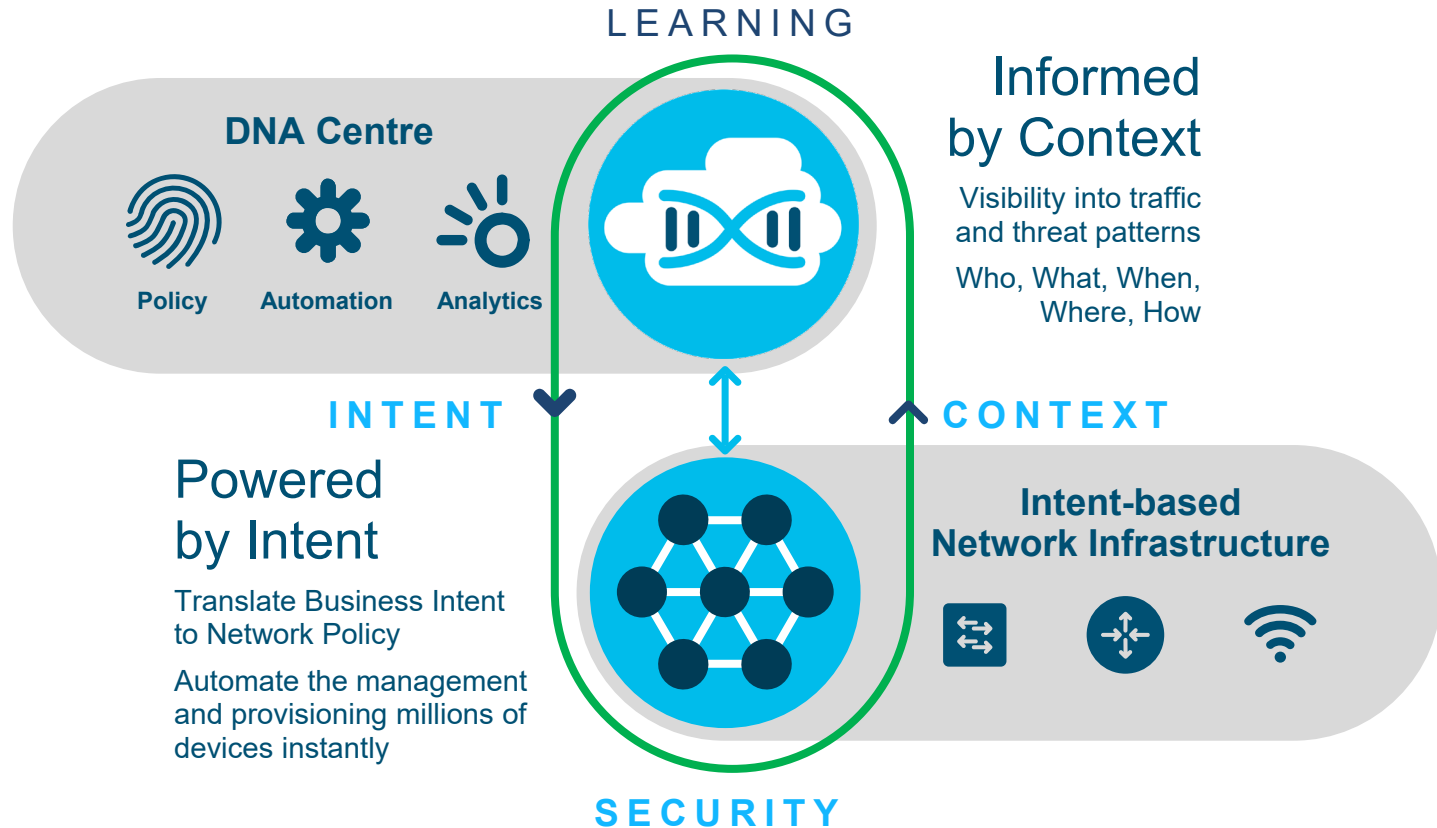 LEARNING
DNA Centre
Policy
Automation
Analytics
Informed
by Context
Visibility into traffic
and threat patterns
Who, What, When,
Where, How
INTENT
CONTEXT
Powered
by Intent
Translate Business Intent
to Network Policy
Automate the management
and provisioning millions of
devices instantly
Intent-based
Network Infrastructure
SECURITY